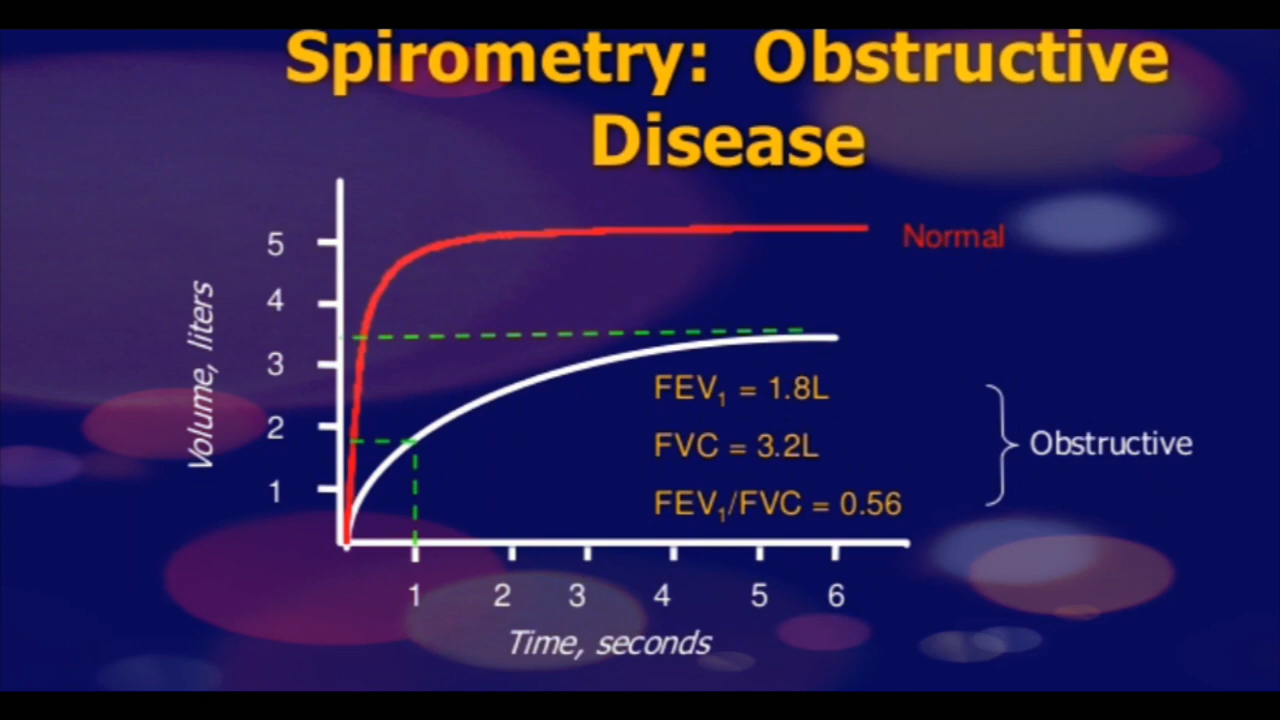 Spirometry: Obstructive
Disease
Volume, liters
5
4
3
2
1
Normal
FEV₁ = 1.8L
FVC = 3.2L
FEV₁/FVC = 0.56
Obstructive
1 2 3 4 5 6
Time, seconds